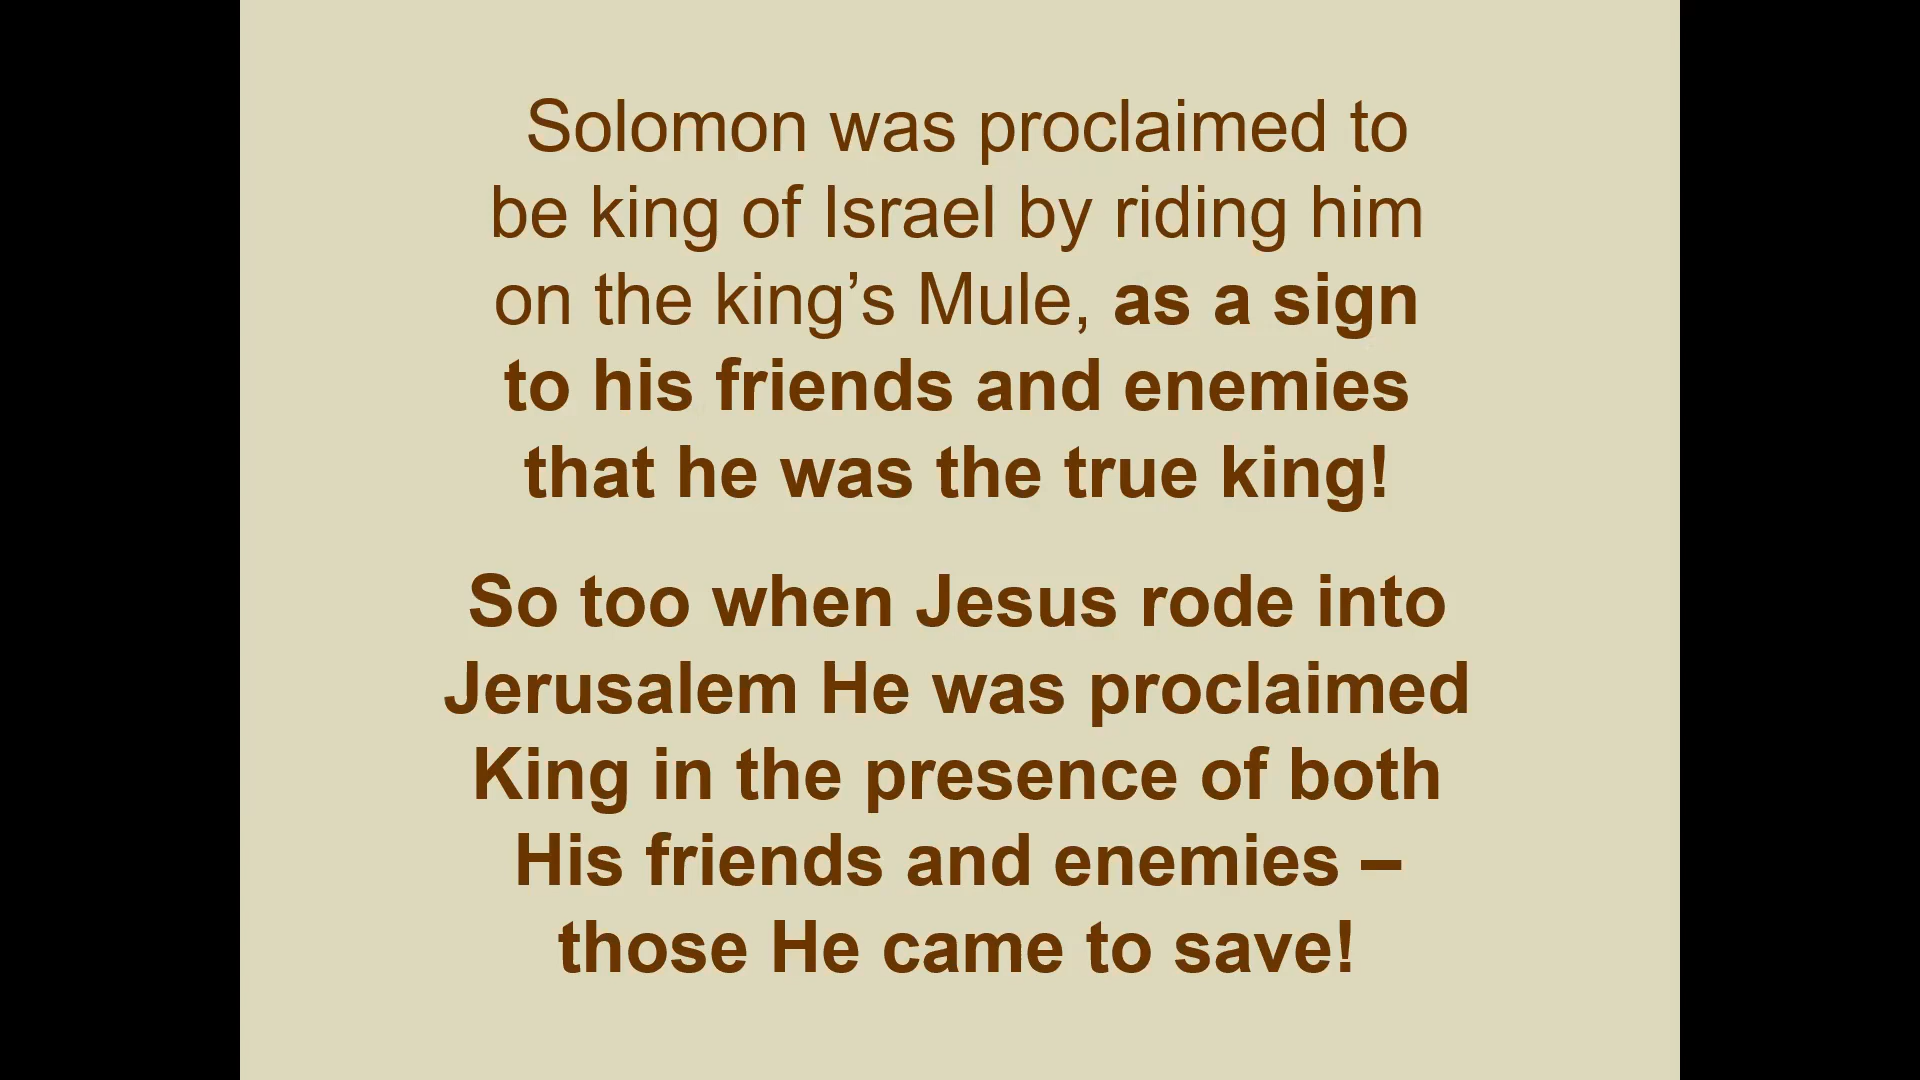 Solomon was proclaimed to
be king of Israel by riding him
on the king’s Mule, as a sign
to his friends and enemies
that he was the true king!
So too when Jesus rode into
Jerusalem He was proclaimed
King in the presence of both
His friends and enemies –
those He came to save!